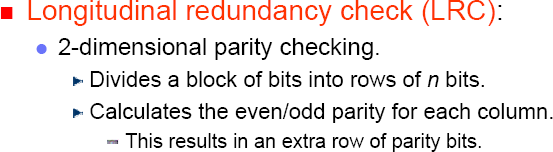 Longitudinal redundancy check (LRC):
2-dimensional parity checking.
Divides a block of bits into rows of n bits.
Calculates the even/odd parity for each column.
This results in an extra row of parity bits.